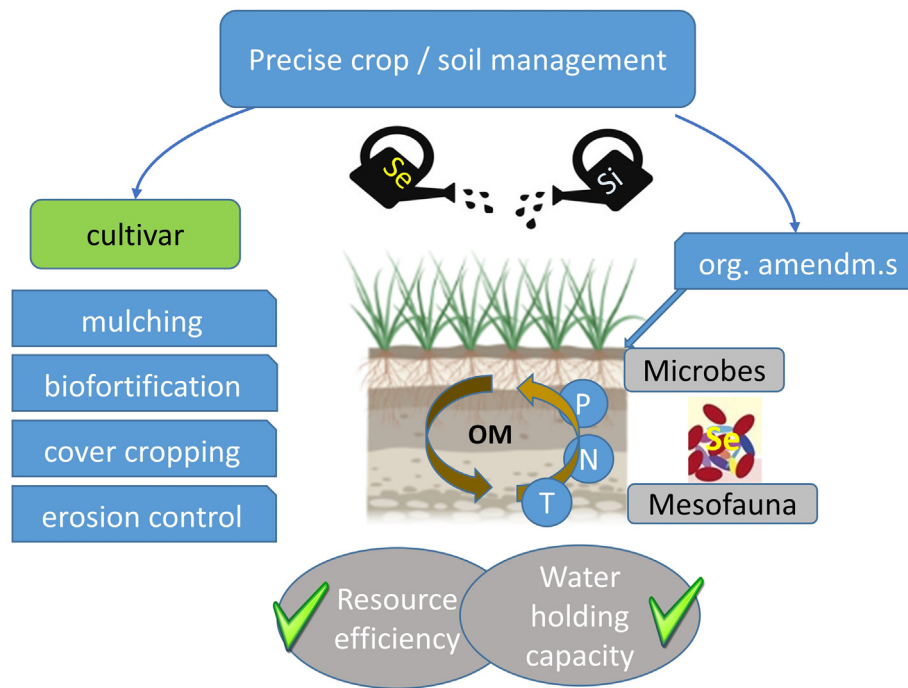 Precise crop / soil management
Se
Si
cultivar
org. amendm.s
mulching
biofortification
cover cropping
erosion control
Microbes
P
OM
N
T
Se
Mesofauna
Resource
efficiency
Water
holding
capacity